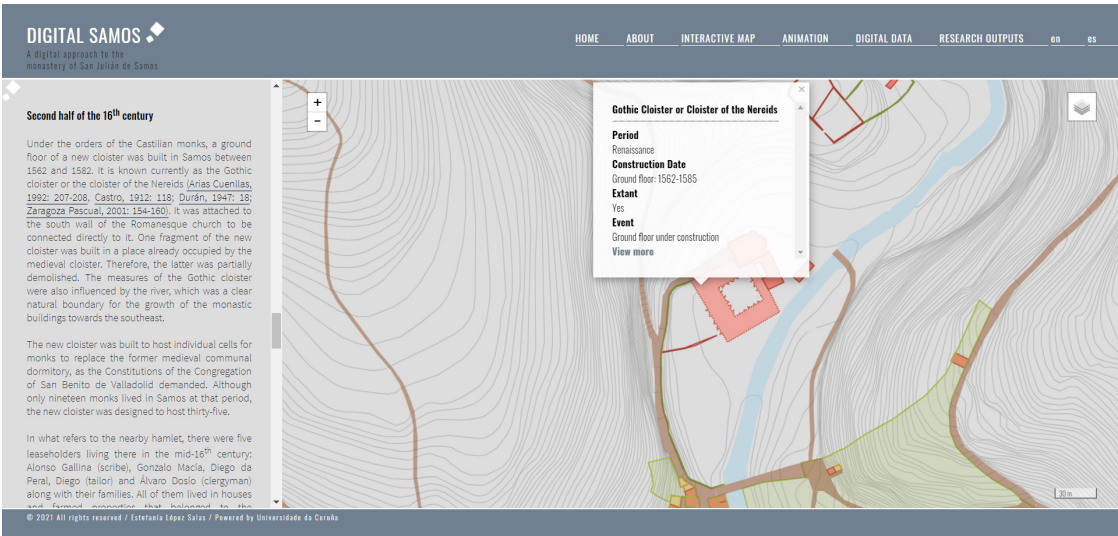 DIGITAL SAMOS
A digital approach to the
monastery of San Julián de Samos
HOME ABOUT INTERACTIVE MAP ANIMATION DIGITAL DATA RESEARCH OUTPUTS en es
Second half of the 16th century
Under the orders of the Castilian monks, a ground
floor of a new cloister was built in Samos between
1562 and 1582. It is known currently as the Gothic
cloister or the cloister of the Nereids (Arias Cuenllas,
1992: 207-208, Castro, 1912: 118; Durán, 1947: 18;
Zaragoza Pascual, 2001: 154-160). It was attached to
the south wall of the Romanesque church to be
connected directly to it. One fragment of the new
cloister was built in a place already occupied by the
medieval cloister. Therefore, the latter was partially
demolished. The measures of the Gothic cloister
were also influenced by the river, which was a clear
natural boundary for the growth of the monastic
buildings towards the southeast.
The new cloister was built to host individual cells for
monks to replace the former medieval communal
dormitory, as the Constitutions of the Congregation
of San Benito de Valladolid demanded. Although
only nineteen monks lived in Samos at that period,
the new cloister was designed to host thirty-five.
In what refers to the nearby hamlet, there were five
leaseholders living there in the mid-16th century:
Alonso Gallina (scribe), Gonzalo Macía, Diego da
Peral, Diego (tailor) and Álvaro Dosío (clergyman)
along with their families. All of them lived in houses
and farmed properties that belonged to the
+
−
×
Gothic Cloister or Cloister of the Nereids
Period
Renaissance
Construction Date
Ground floor: 1562-1585
Extant
Yes
Event
Ground floor under construction
View more
30 m
© 2021 All rights reserved / Estefanía López Salas / Powered by Universidade da Coruña